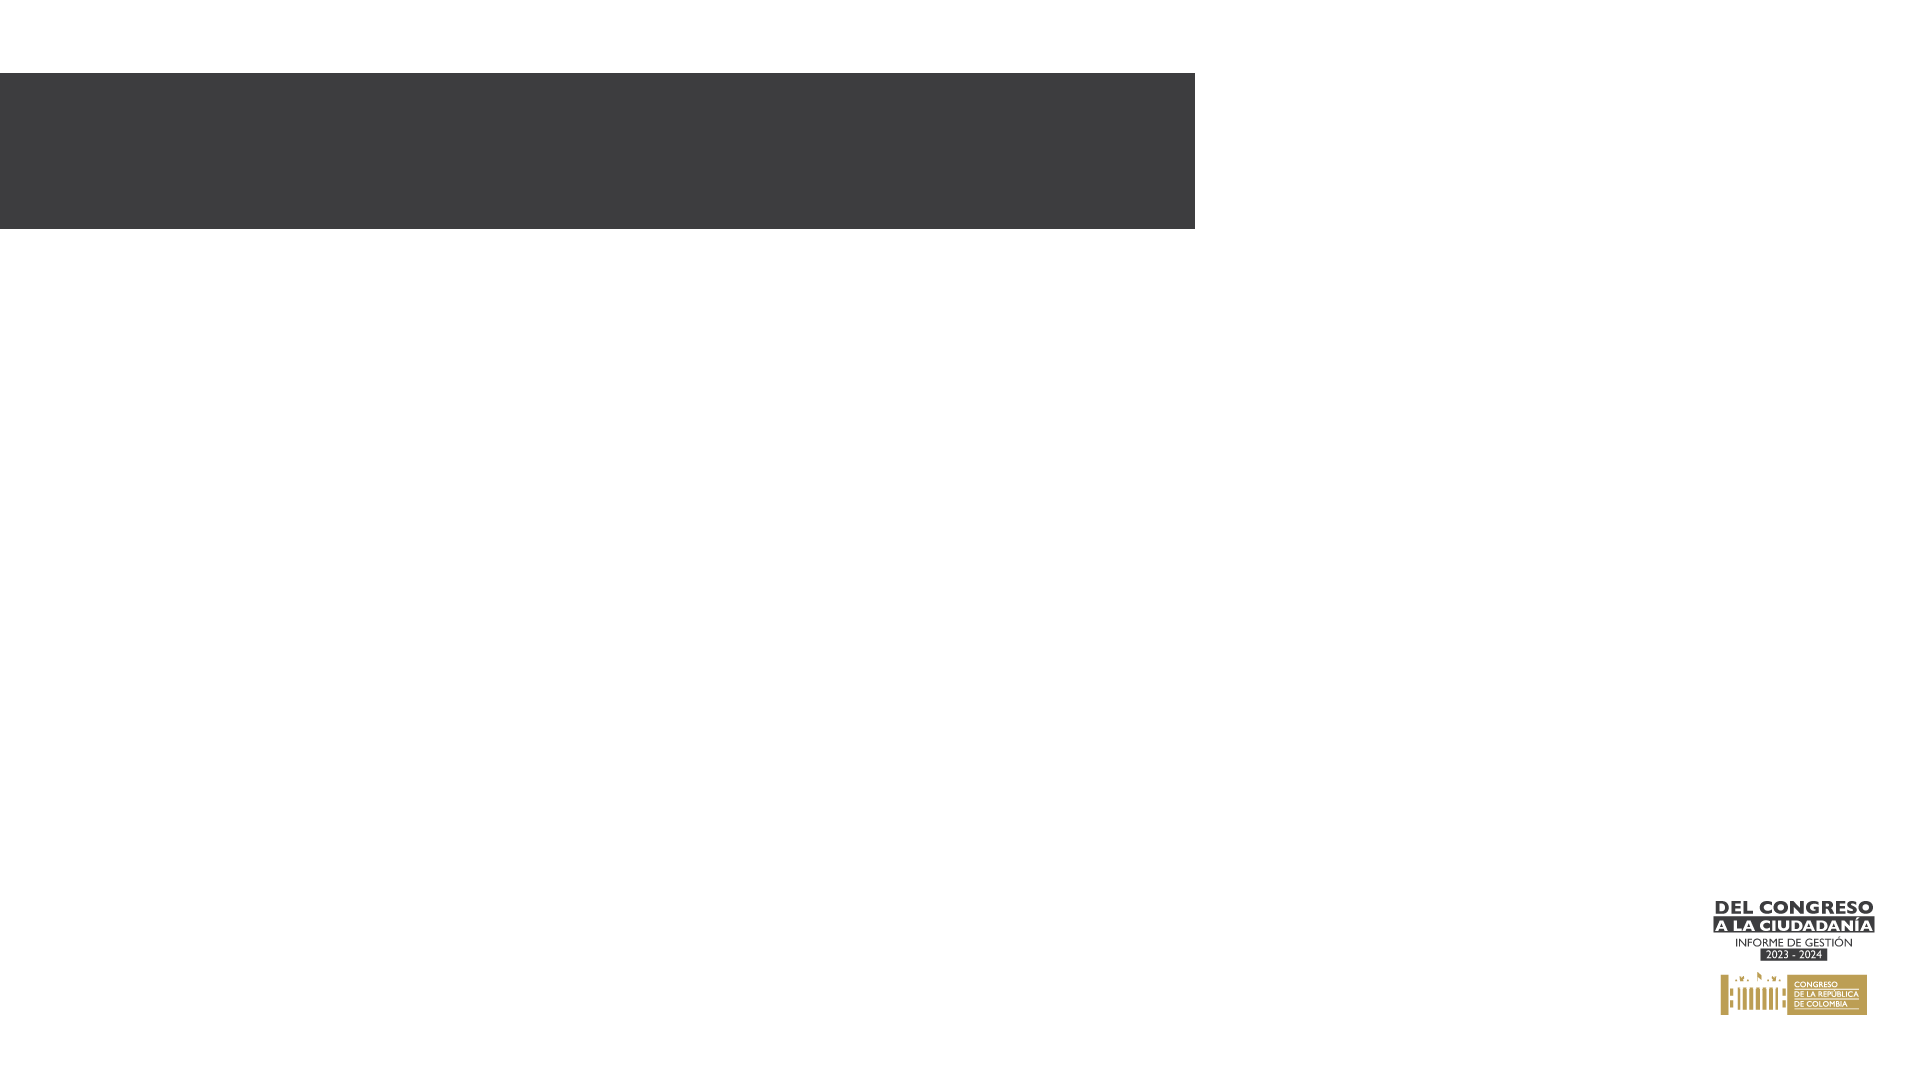 DEL CONGRESO
A LA CIUDADANÍA
INFORME DE GESTIÓN
2023 - 2024
CONGRESO
DE LA REPÚBLICA
DE COLOMBIA